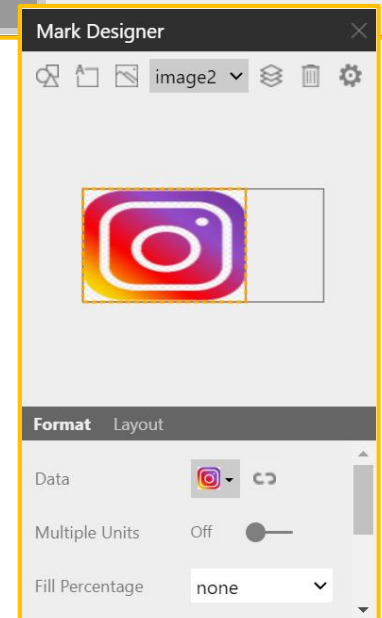 Mark Designer
image2
Format Layout
Data
Multiple Units Off
Fill Percentage none